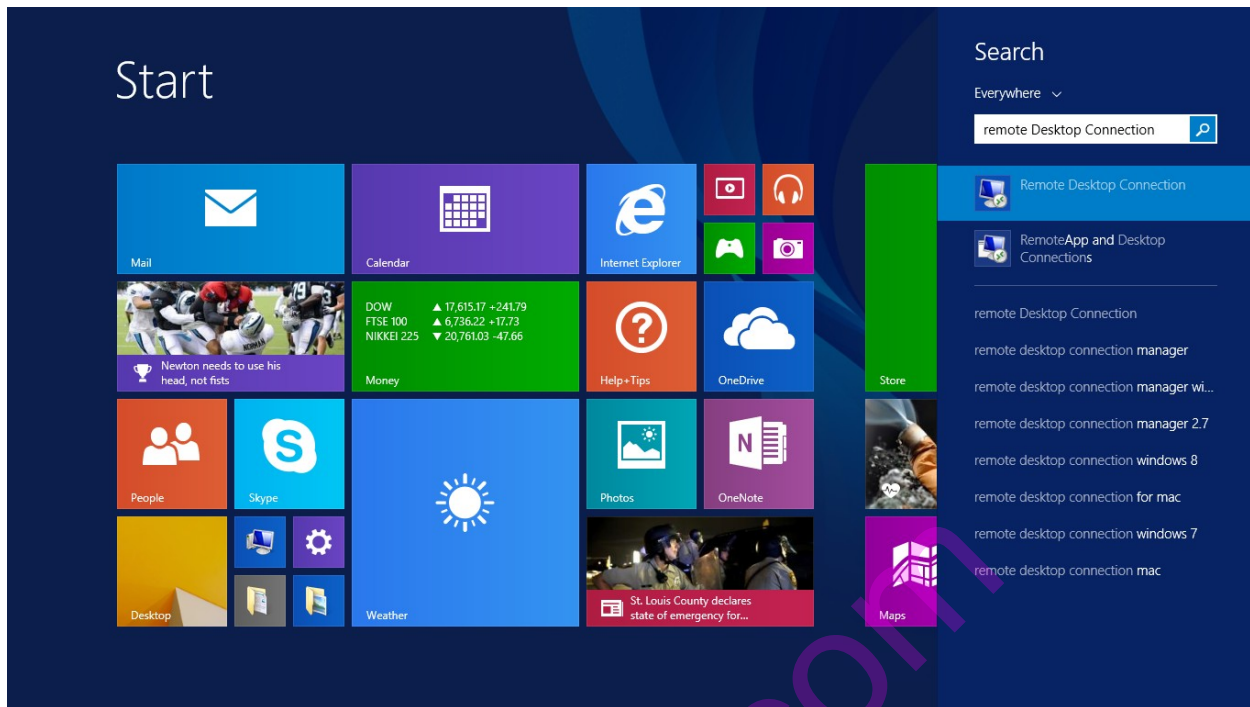 Start
Search
Everywhere
remote Desktop Connection
Remote Desktop Connection
RemoteApp and Desktop
Connections
remote Desktop Connection
remote desktop connection manager
remote desktop connection manager wi...
remote desktop connection manager 2.7
remote desktop connection windows 8
remote desktop connection for mac
remote desktop connection windows 7
remote desktop connection mac
Mail
Calendar
Internet Explorer
Newton needs to use his
head, not fists
DOW ▲ 17,615.17 +241.79
FTSE 100 ▲ 6,736.22 +17.73
NIKKEI 225 ▼ 20,761.03 -47.66
Money
Help+Tips
OneDrive
Store
People
Skype
Weather
Photos
N
OneNote
Desktop
St. Louis County declares
state of emergency for...
Maps
com